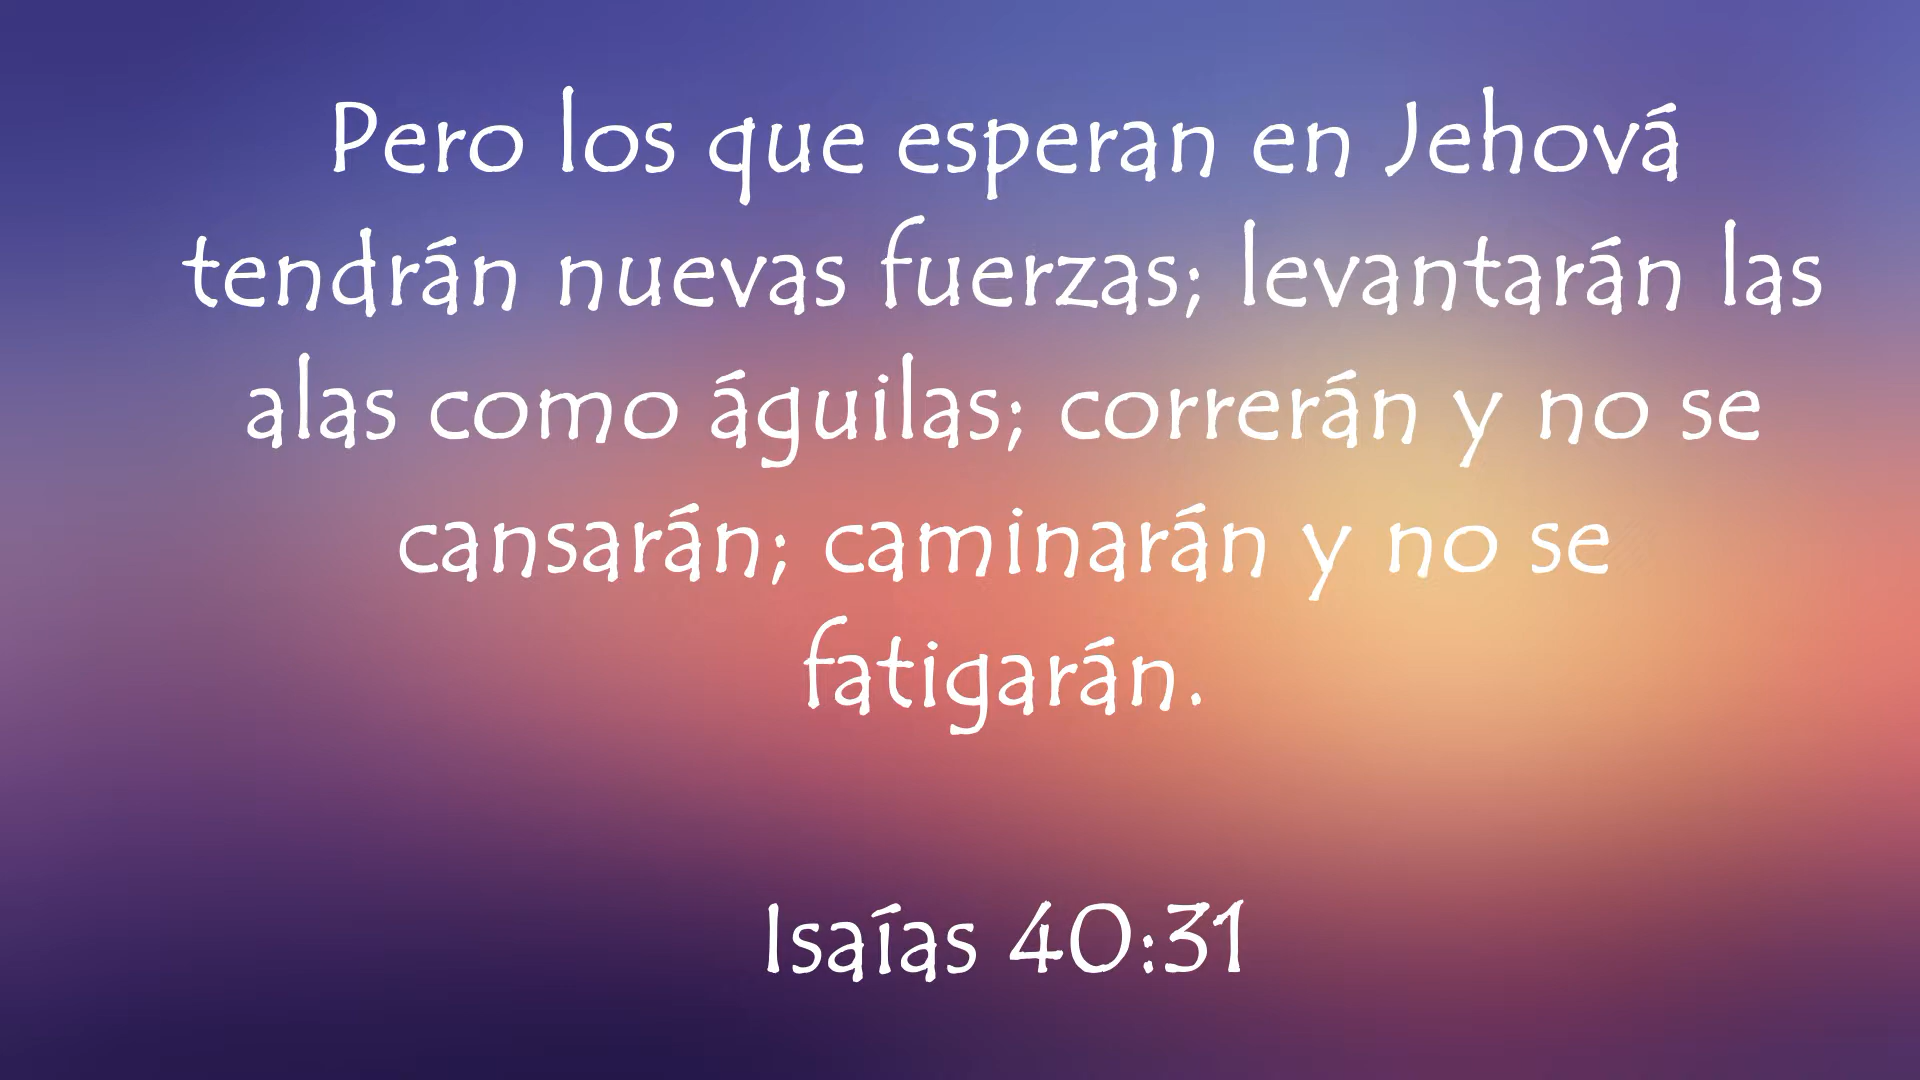 Pero los que esperan en Jehová
tendrán nuevas fuerzas; levantarán las
alas como águilas; correrán y no se
cansarán; caminarán y no se
fatigarán.
Isaías 40:31